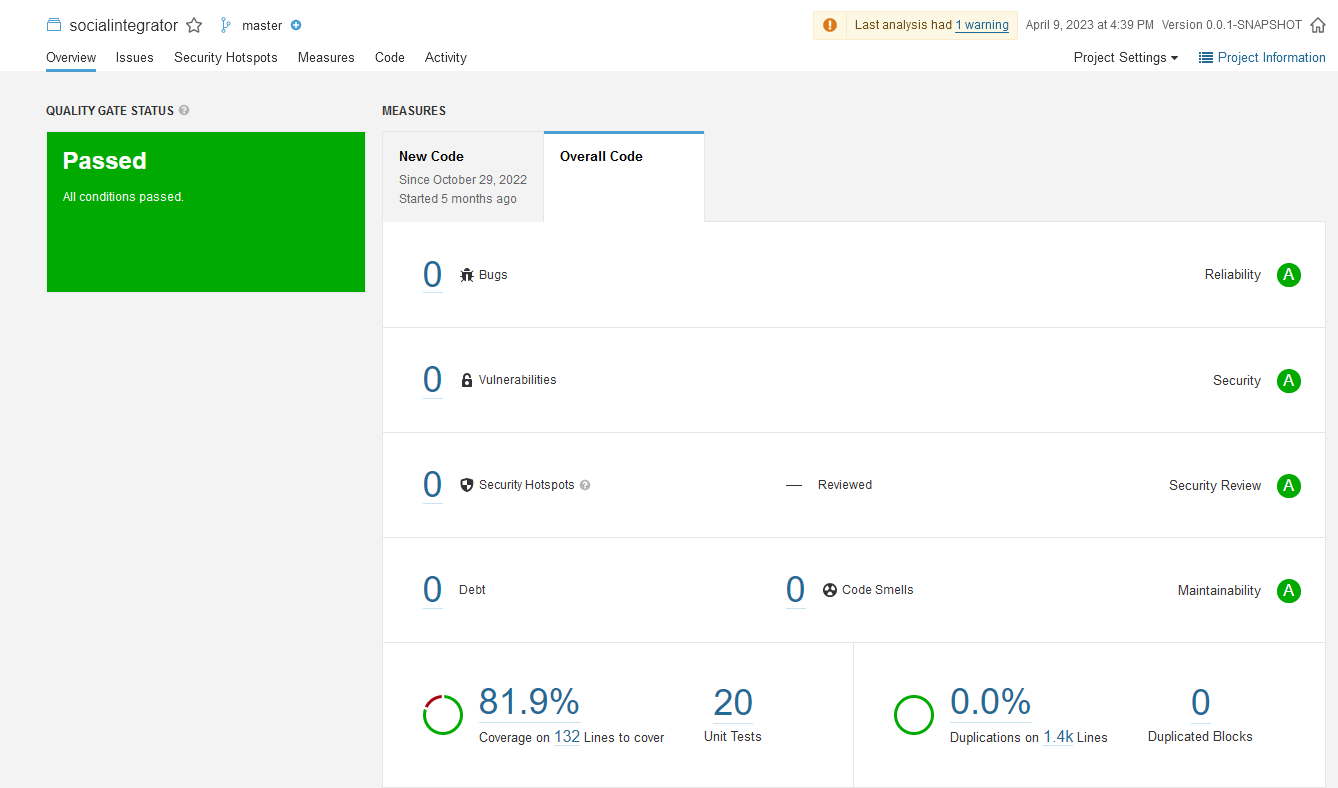 socialintegrator master
Last analysis had 1 warning April 9, 2023 at 4:39 PM Version 0.0.1-SNAPSHOT
Overview Issues Security Hotspots Measures Code Activity
Project Settings Project Information
QUALITY GATE STATUS ?
Passed
All conditions passed.
MEASURES
New Code
Since October 29, 2022
Started 5 months ago
Overall Code
0 Bugs Reliability A
0 Vulnerabilities Security A
0 Security Hotspots ? — Reviewed Security Review A
0 Debt 0 Code Smells Maintainability A
81.9%
Coverage on 132 Lines to cover
20
Unit Tests
0.0%
Duplications on 1.4k Lines
0
Duplicated Blocks